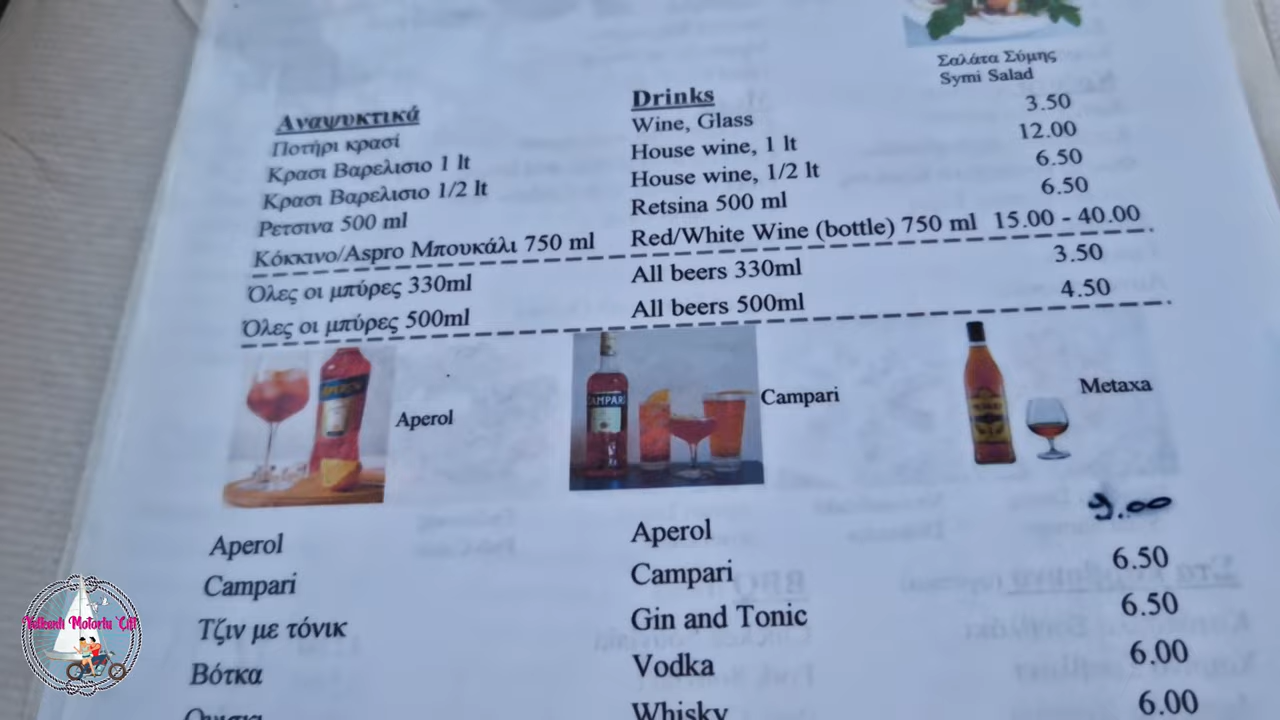 Σαλάτα Σύμης
Symi Salad
Αναψυκτικά Drinks
Ποτήρι κρασί Wine, Glass 3.50
Κρασι Βαρελισιο 1 lt House wine, 1 lt 12.00
Κρασι Βαρελισιο 1/2 lt House wine, 1/2 lt 6.50
Ρετσινα 500 ml Retsina 500 ml 6.50
Κόκκινο/Aspro Μπουκάλι 750 ml Red/White Wine (bottle) 750 ml 15.00 - 40.00
Όλες οι μπύρες 330ml All beers 330ml 3.50
Όλες οι μπύρες 500ml All beers 500ml 4.50
APEROL Aperol CAMPARI Campari Metaxa
Aperol Aperol 9.00
Campari Campari 6.50
Τζιν με τόνικ Gin and Tonic 6.50
Βότκα Vodka 6.00
Ουισκι Whisky 6.00